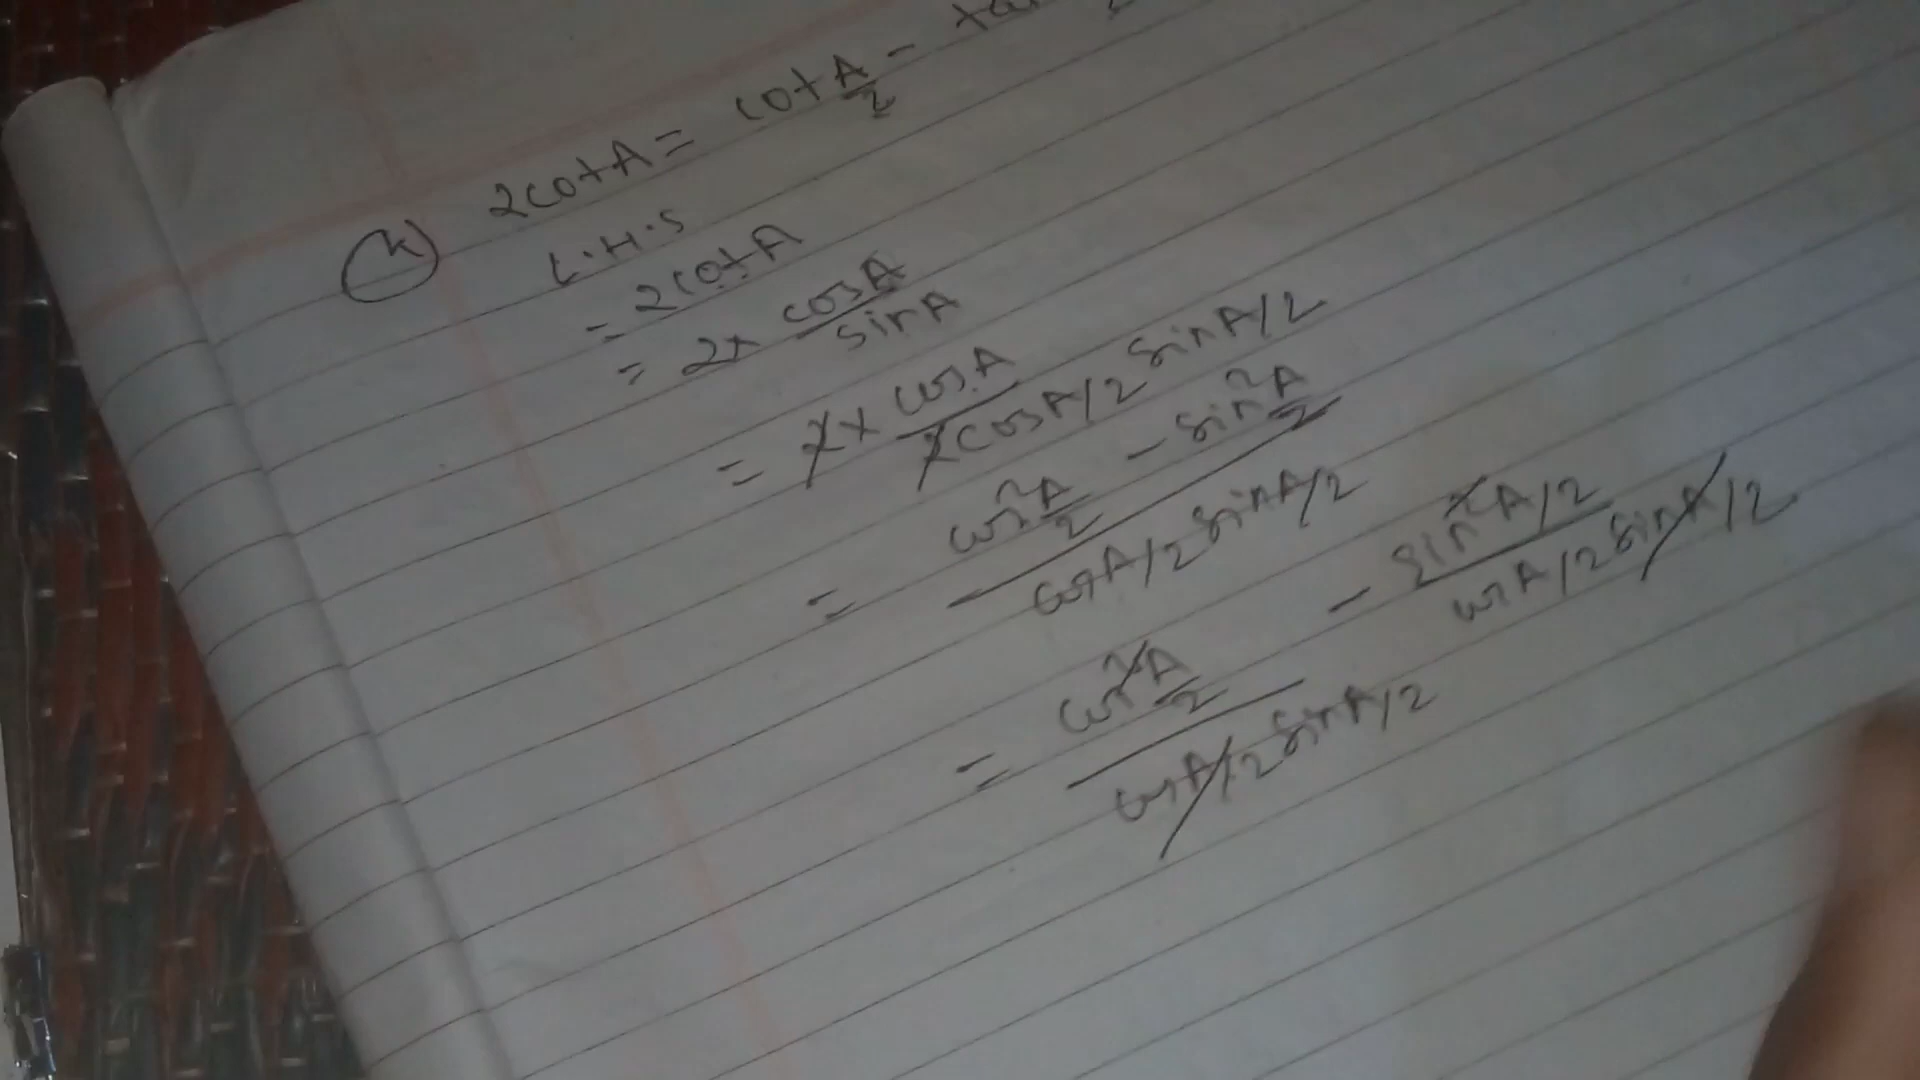 (h) 2cotA = cot A/2 -
L.H.S
= 2cotA
= 2× cosA/sinA
= 2× cosA/2cosA/2 sinA/2
= cos²A/2 - sin²A/2 / cosA/2 sinA/2
= cos²A/2 / cosA/2 sinA/2 - sin²A/2 / cosA/2 sinA/2